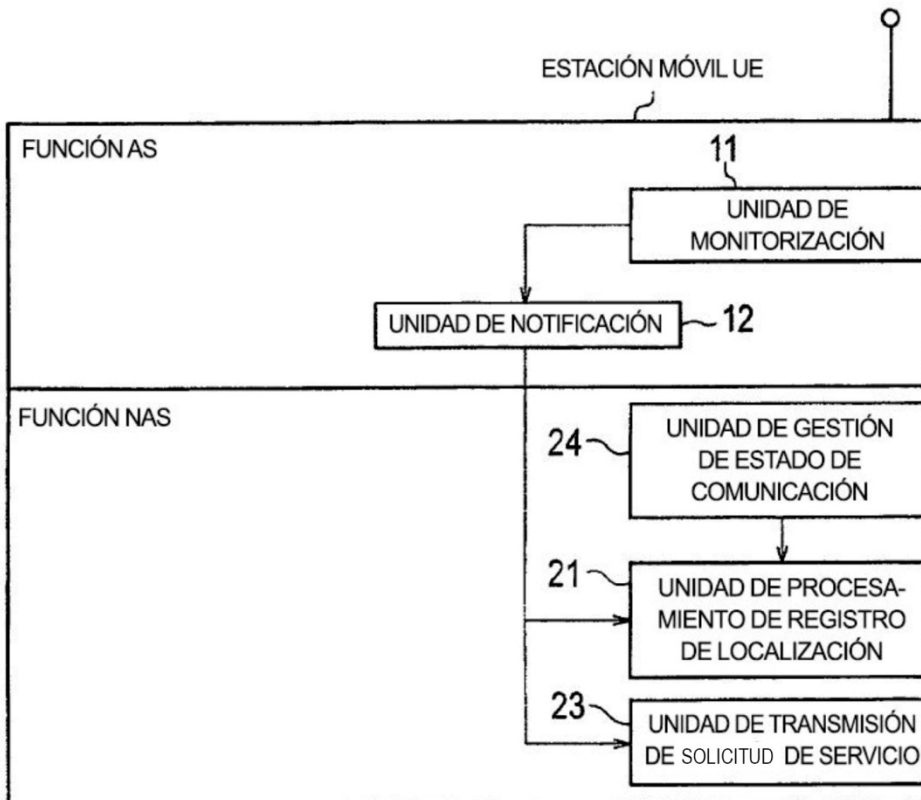 ESTACIÓN MÓVIL UE
FUNCIÓN AS
11
UNIDAD DE
MONITORIZACIÓN
UNIDAD DE NOTIFICACIÓN
12
FUNCIÓN NAS
24
UNIDAD DE GESTIÓN
DE ESTADO DE
COMUNICACIÓN
21
UNIDAD DE PROCESA-
MIENTO DE REGISTRO
DE LOCALIZACIÓN
23
UNIDAD DE TRANSMISIÓN
DE SOLICITUD DE SERVICIO